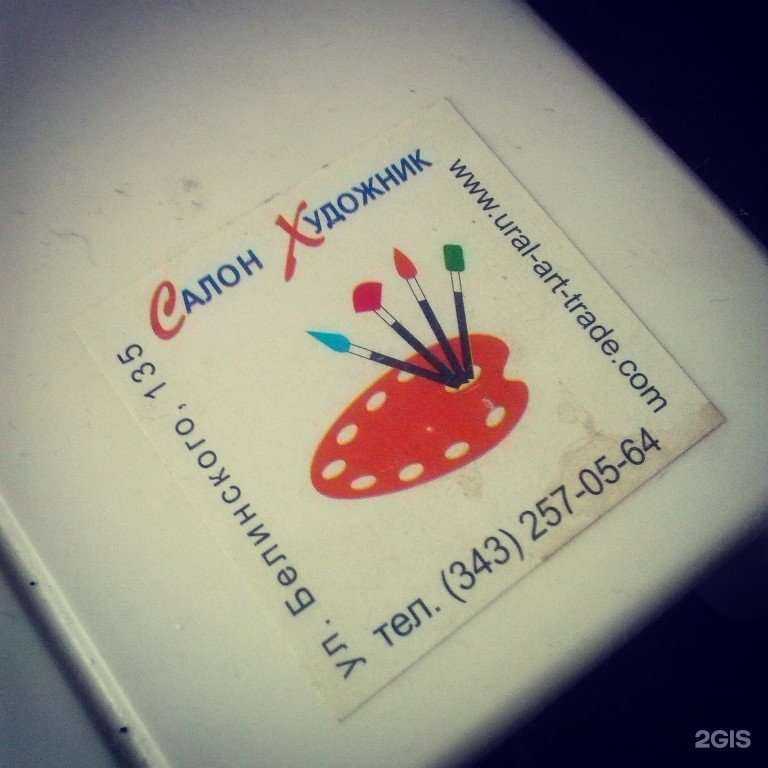 Салон Художник
www.ural-art-trade.com
ул. Белинского, 135
тел. (343) 257-05-64
2GIS